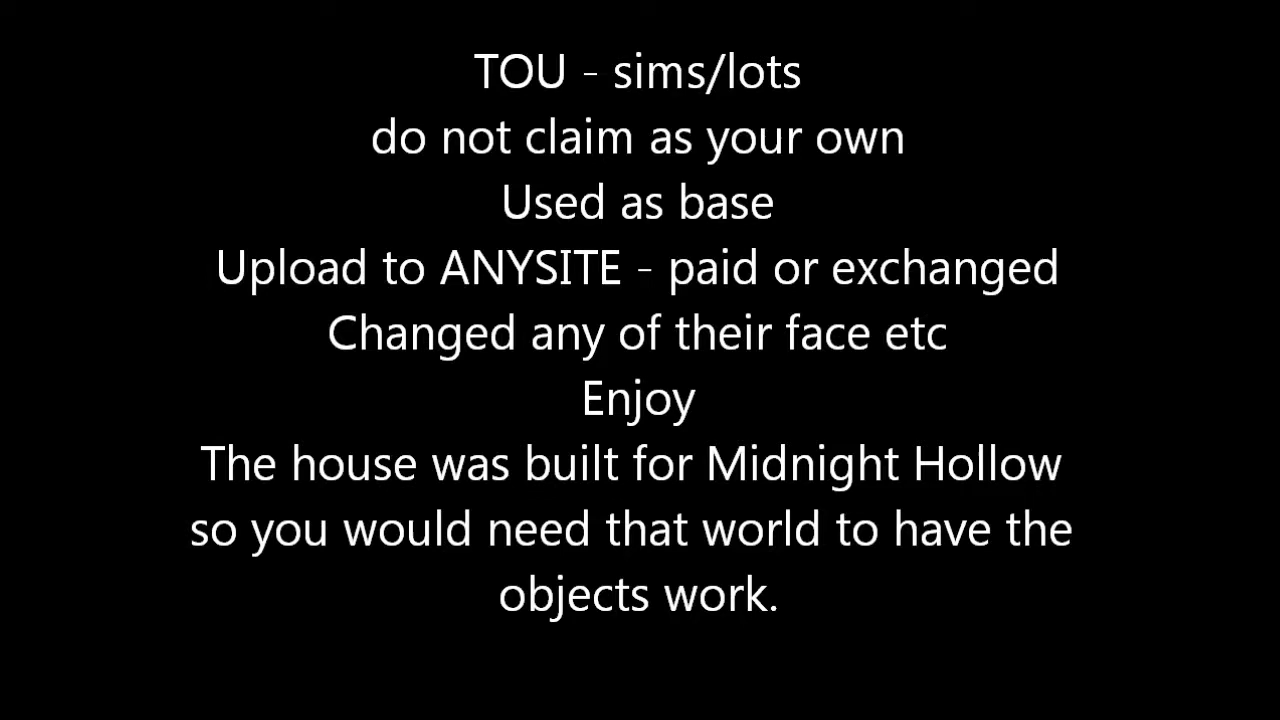 TOU - sims/lots
do not claim as your own
Used as base
Upload to ANYSITE - paid or exchanged
Changed any of their face etc
Enjoy
The house was built for Midnight Hollow
so you would need that world to have the
objects work.